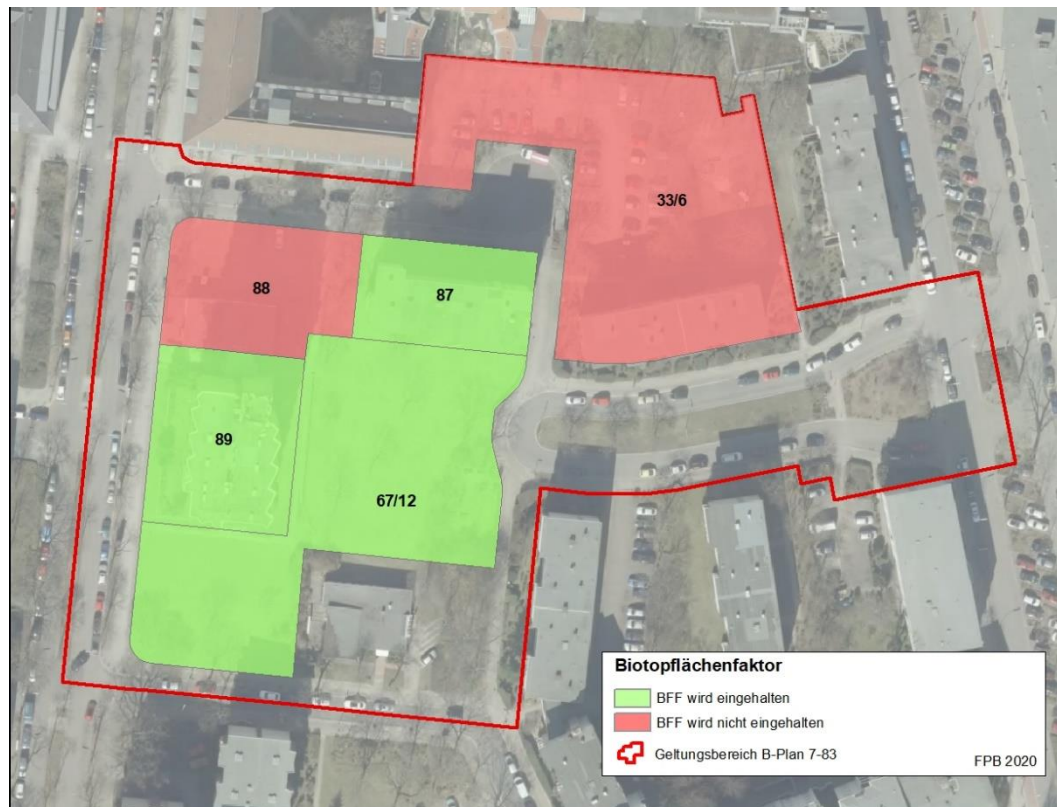 33/6
88
87
89
67/12
Biotopflächenfaktor
BFF wird eingehalten
BFF wird nicht eingehalten
Geltungsbereich B-Plan 7-83
FPB 2020